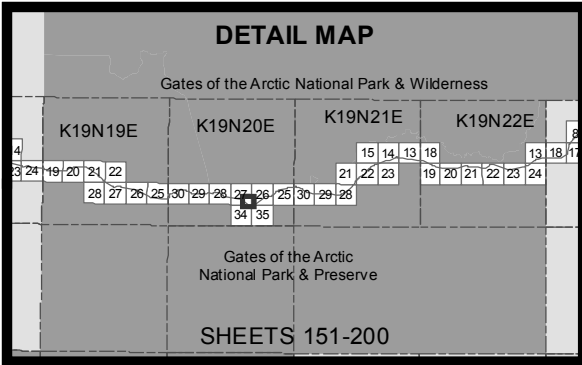 DETAIL MAP
Gates of the Arctic National Park & Wilderness
K19N19E K19N20E K19N21E K19N22E
8
4 15 14 13 18 13 18 17
23 24 19 20 21 22 21 22 23 19 20 21 22 23 24
28 27 26 25 30 29 28 27 26 25 30 29 28
34 35
Gates of the Arctic
National Park & Preserve
SHEETS 151-200